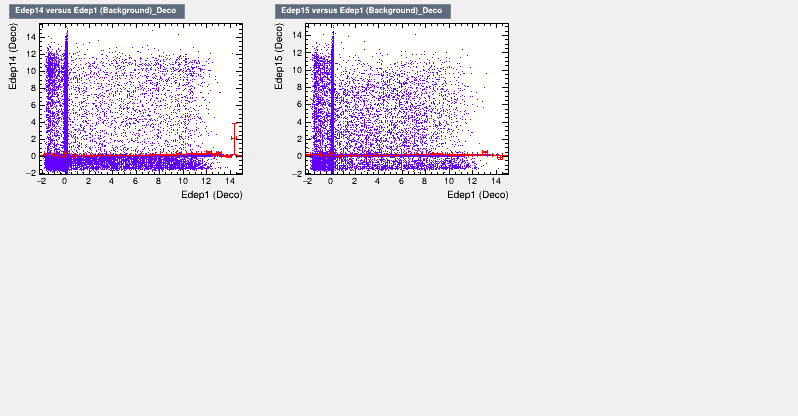 Edep14 versus Edep1 (Background)_Deco
Edep14 (Deco)
14
12
10
8
6
4
2
0
−2
−2 0 2 4 6 8 10 12 14
Edep1 (Deco)
Edep15 versus Edep1 (Background)_Deco
Edep15 (Deco)
14
12
10
8
6
4
2
0
−2
−2 0 2 4 6 8 10 12 14
Edep1 (Deco)